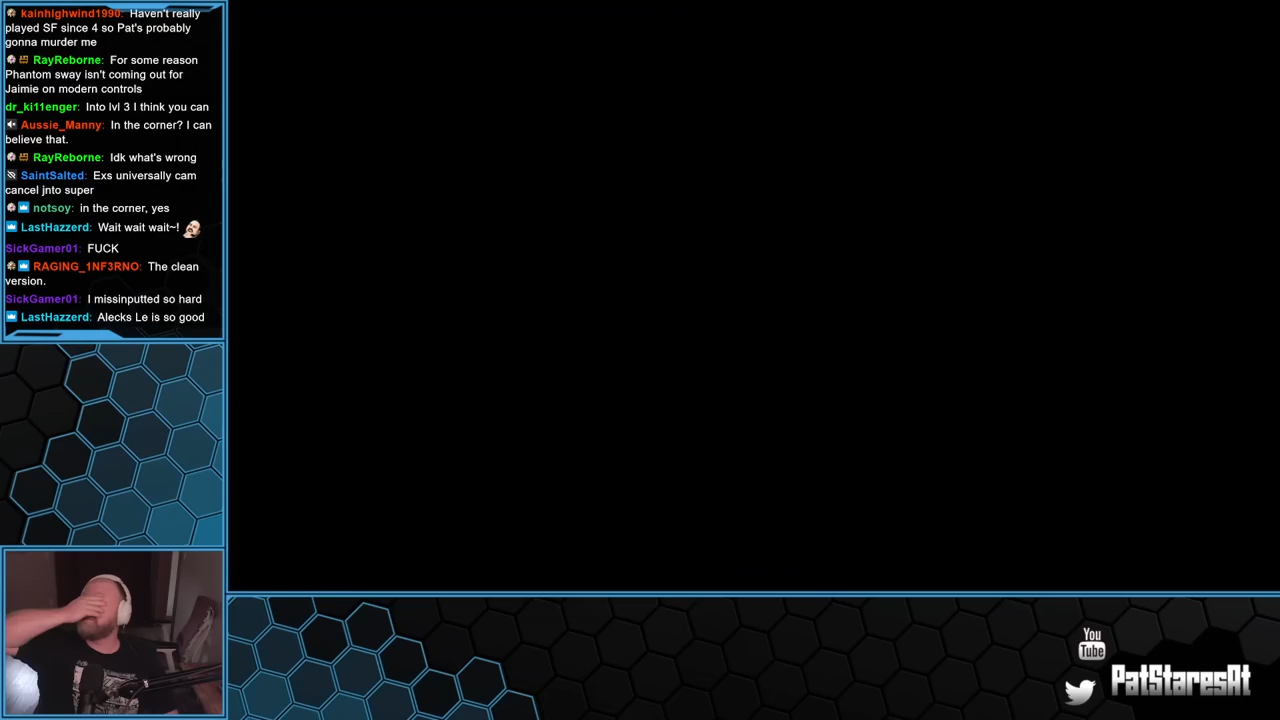 kainhighwind1990: Haven't really
played SF since 4 so Pat's probably
gonna murder me
RayReborne: For some reason
Phantom sway isn't coming out for
Jaimie on modern controls
dr_ki11enger: Into lvl 3 I think you can
Aussie_Manny: In the corner? I can
believe that.
RayReborne: Idk what's wrong
SaintSalted: Exs universally cam
cancel jnto super
notsoy: in the corner, yes
LastHazzerd: Wait wait wait~!
SickGamer01: FUCK
RAGING_1NF3RNO: The clean
version.
SickGamer01: I missinputted so hard
LastHazzerd: Alecks Le is so good
You
Tube
PatStaresAt